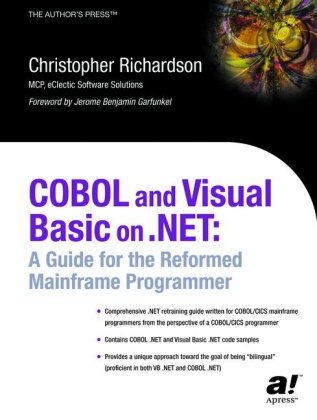 THE AUTHOR'S PRESS™
Christopher Richardson
MCP, eClectic Software Solutions
Foreword by Jerome Benjamin Garfunkel
COBOL and Visual
Basic on .NET:
A Guide for the Reformed
Mainframe Programmer
• Comprehensive .NET retraining guide written for COBOL/CICS mainframe
programmers from the perspective of a COBOL/CICS programmer
• Contains COBOL .NET and Visual Basic .NET code samples
• Provides a unique approach toward the goal of being "bilingual"
(proficient in both VB .NET and COBOL .NET)
a!
Apress™